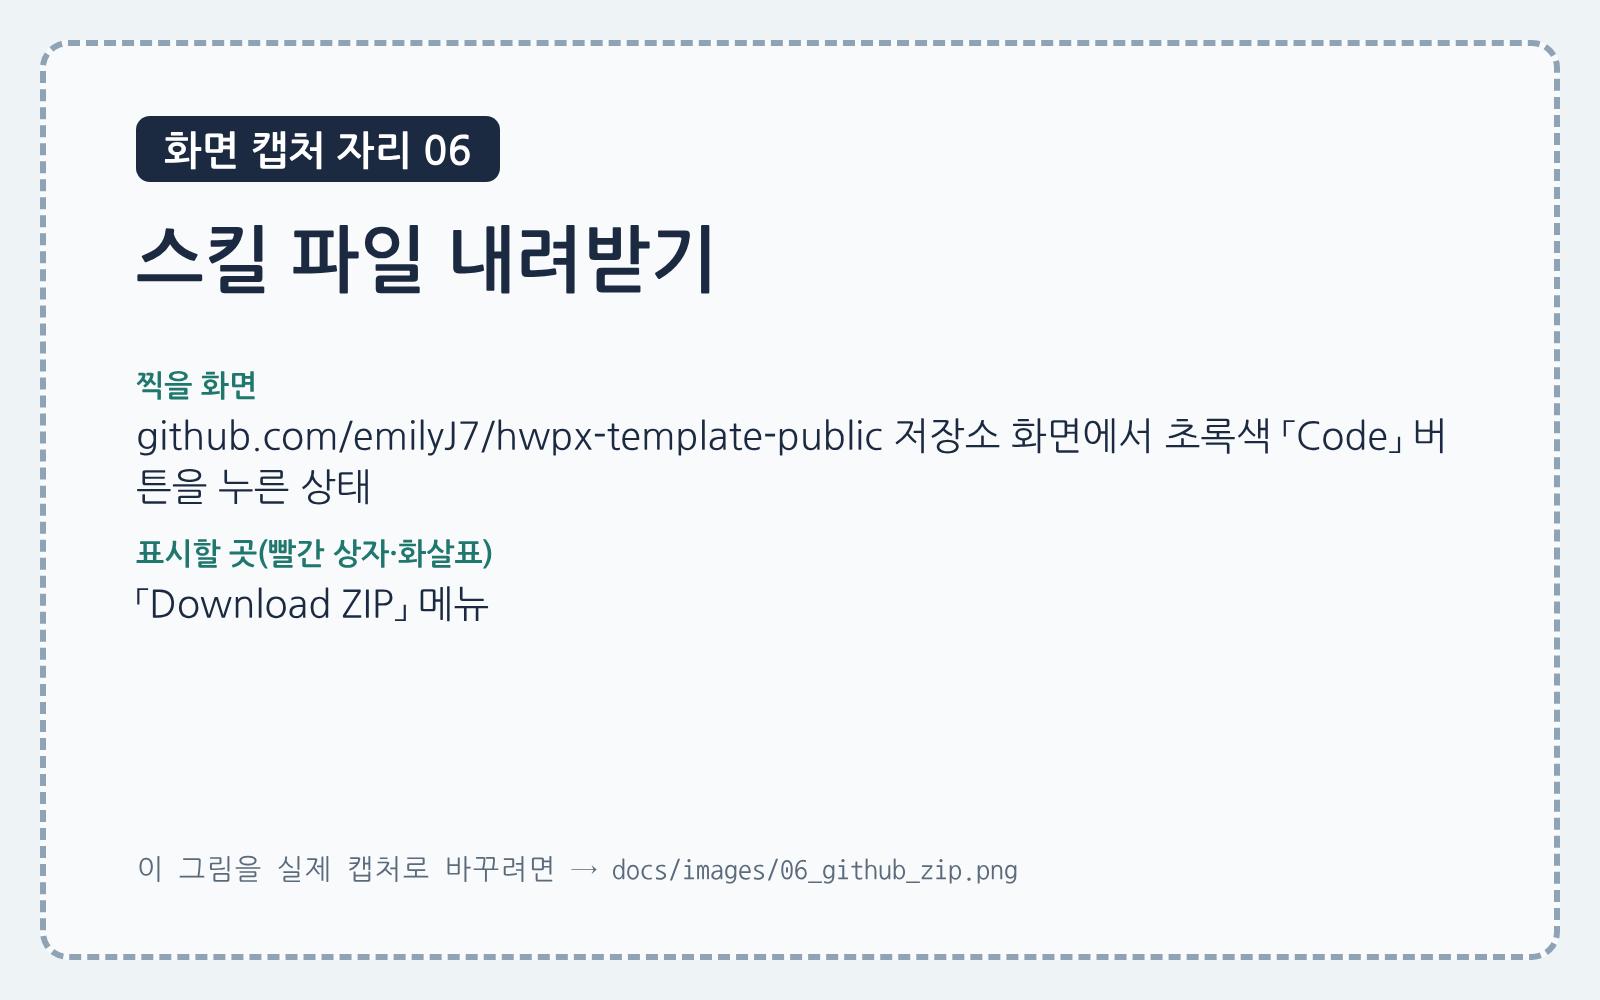 화면 캡처 자리 06
스킬 파일 내려받기
찍을 화면
github.com/emilyJ7/hwpx-template-public 저장소 화면에서 초록색 「Code」 버
튼을 누른 상태
표시할 곳(빨간 상자·화살표)
「Download ZIP」 메뉴
이 그림을 실제 캡처로 바꾸려면 → docs/images/06_github_zip.png